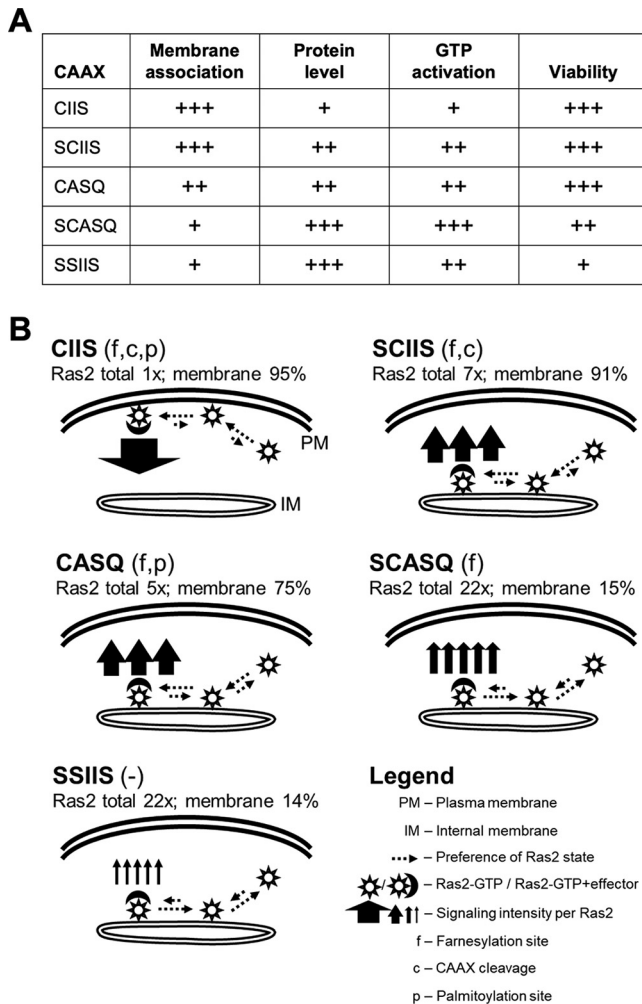 A
CAAX Membrane association Protein level GTP activation Viability
CIIS +++ + + +++
SCIIS +++ ++ ++ +++
CASQ ++ ++ ++ +++
SCASQ + +++ +++ ++
SSIIS + +++ ++ +
B
CIIS (f,c,p)
Ras2 total 1x; membrane 95%
PM
IM
SCIIS (f,c)
Ras2 total 7x; membrane 91%
CASQ (f,p)
Ras2 total 5x; membrane 75%
SCASQ (f)
Ras2 total 22x; membrane 15%
SSIIS (-)
Ras2 total 22x; membrane 14%
Legend
PM – Plasma membrane
IM – Internal membrane
– Preference of Ras2 state
/ – Ras2-GTP / Ras2-GTP+effector
– Signaling intensity per Ras2
f – Farnesylation site
c – CAAX cleavage
p – Palmitoylation site